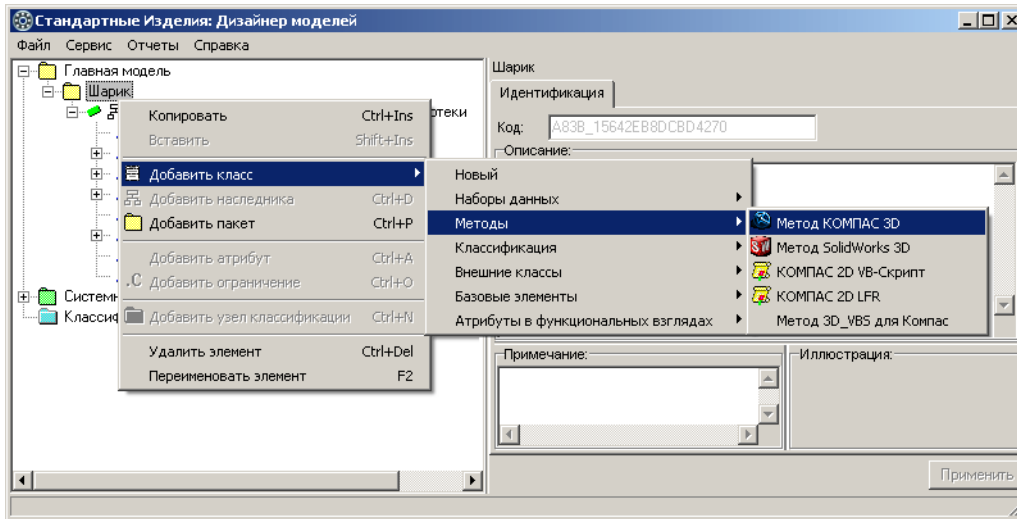 Стандартные Изделия: Дизайнер моделей
Файл Сервис Отчеты Справка
Главная модель
Шарик
отеки
Классиф
Копировать Ctrl+Ins
Вставить Shift+Ins
Добавить класс
Добавить наследника Ctrl+D
Добавить пакет Ctrl+P
Добавить атрибут Ctrl+A
.C Добавить ограничение Ctrl+O
Добавить узел классификации Ctrl+N
Удалить элемент Ctrl+Del
Переименовать элемент F2
Новый
Наборы данных
Методы
Классификация
Внешние классы
Базовые элементы
Атрибуты в функциональных взглядах
Метод КОМПАС 3D
Метод SolidWorks 3D
КОМПАС 2D VB-Скрипт
КОМПАС 2D LFR
Метод 3D_VBS для Компас
Шарик
Идентификация
Код: A83B_15642EB8DCBD4270
Описание:
Примечание:
Иллюстрация:
Применить